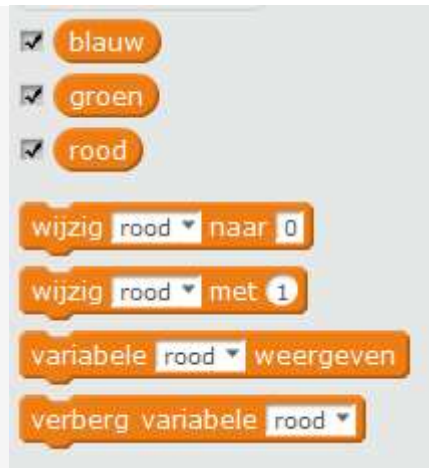 blauw
groen
rood
wijzig rood naar 0
wijzig rood met 1
variabele rood weergeven
verberg variabele rood